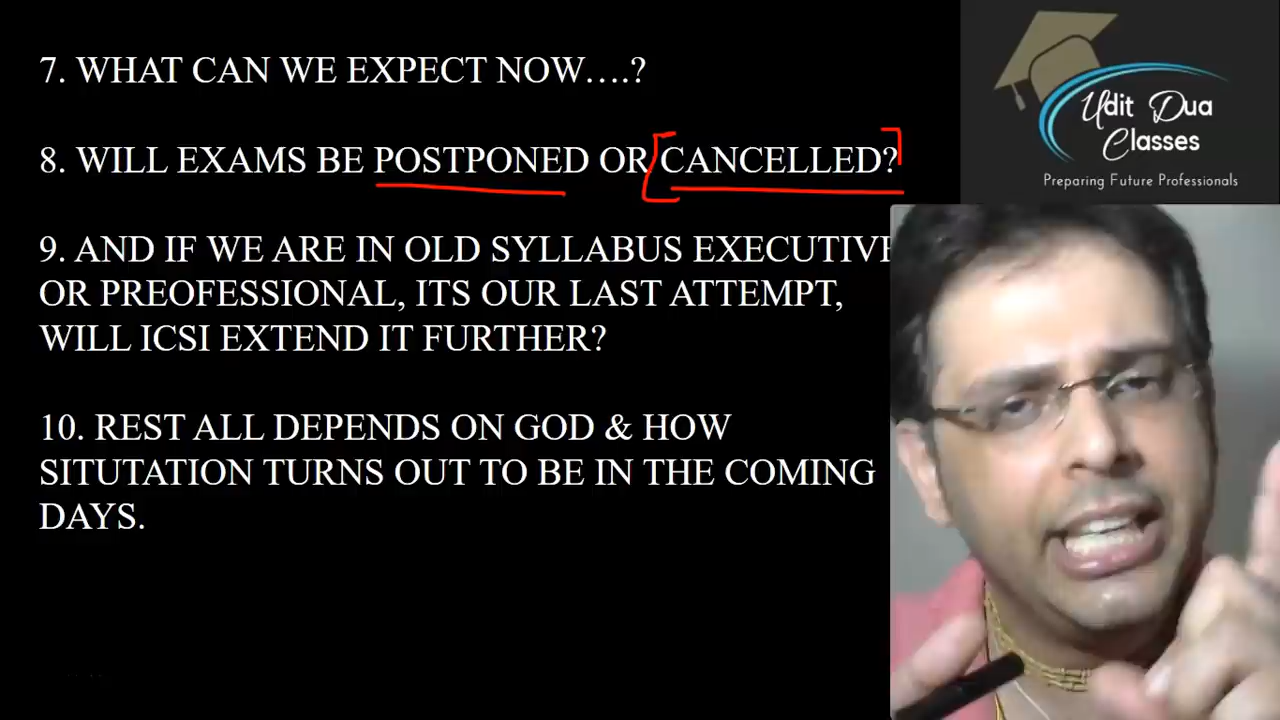 7. WHAT CAN WE EXPECT NOW….?
8. WILL EXAMS BE POSTPONED OR CANCELLED?
9. AND IF WE ARE IN OLD SYLLABUS EXECUTIVE
OR PREOFESSIONAL, ITS OUR LAST ATTEMPT,
WILL ICSI EXTEND IT FURTHER?
10. REST ALL DEPENDS ON GOD & HOW
SITUTATION TURNS OUT TO BE IN THE COMING
DAYS.
Udit Dua
Classes
Preparing Future Professionals